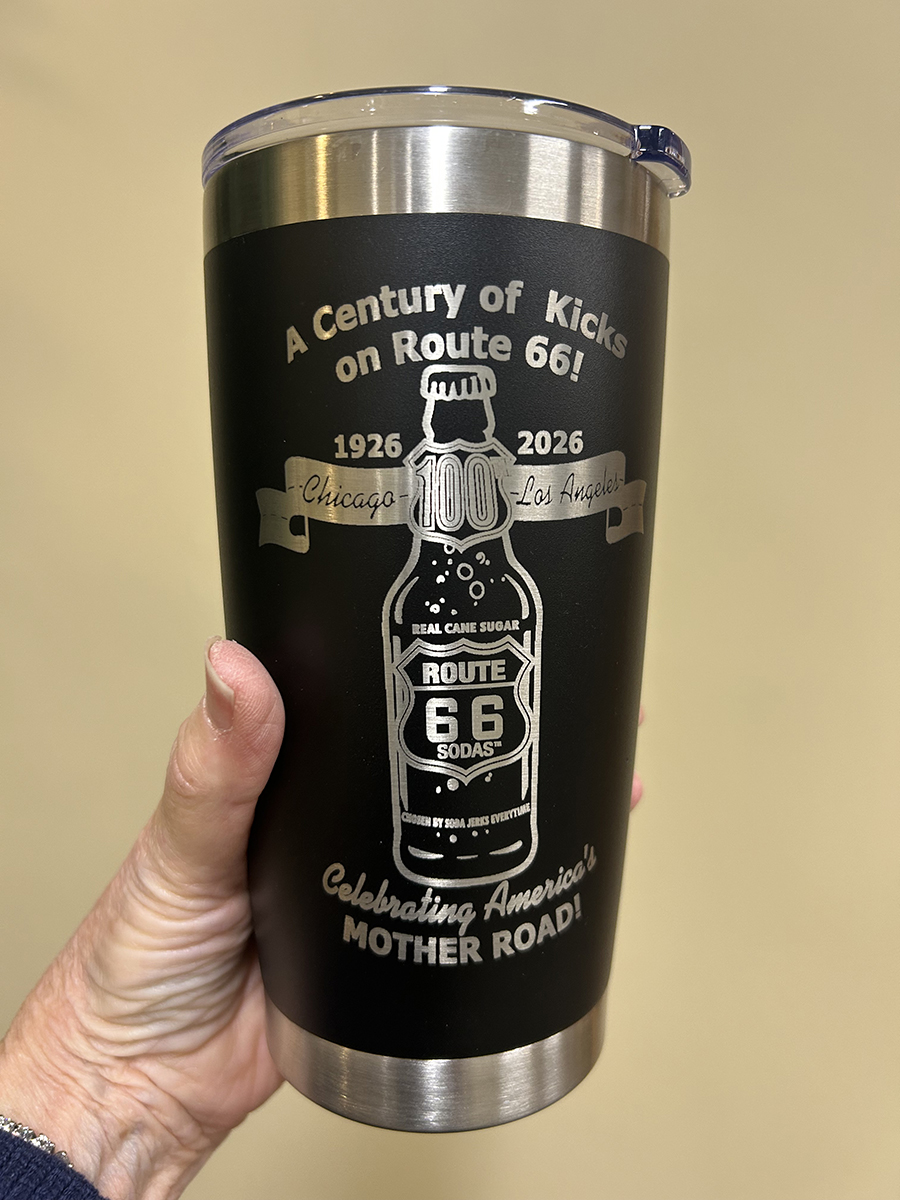 A Century of Kicks
on Route 66!
1926 2026
Chicago 100 Los Angeles
REAL CANE SUGAR
ROUTE
66
SODAS™
CHOSEN BY SODA JERKS EVERYTIME
Celebrating America's
MOTHER ROAD!